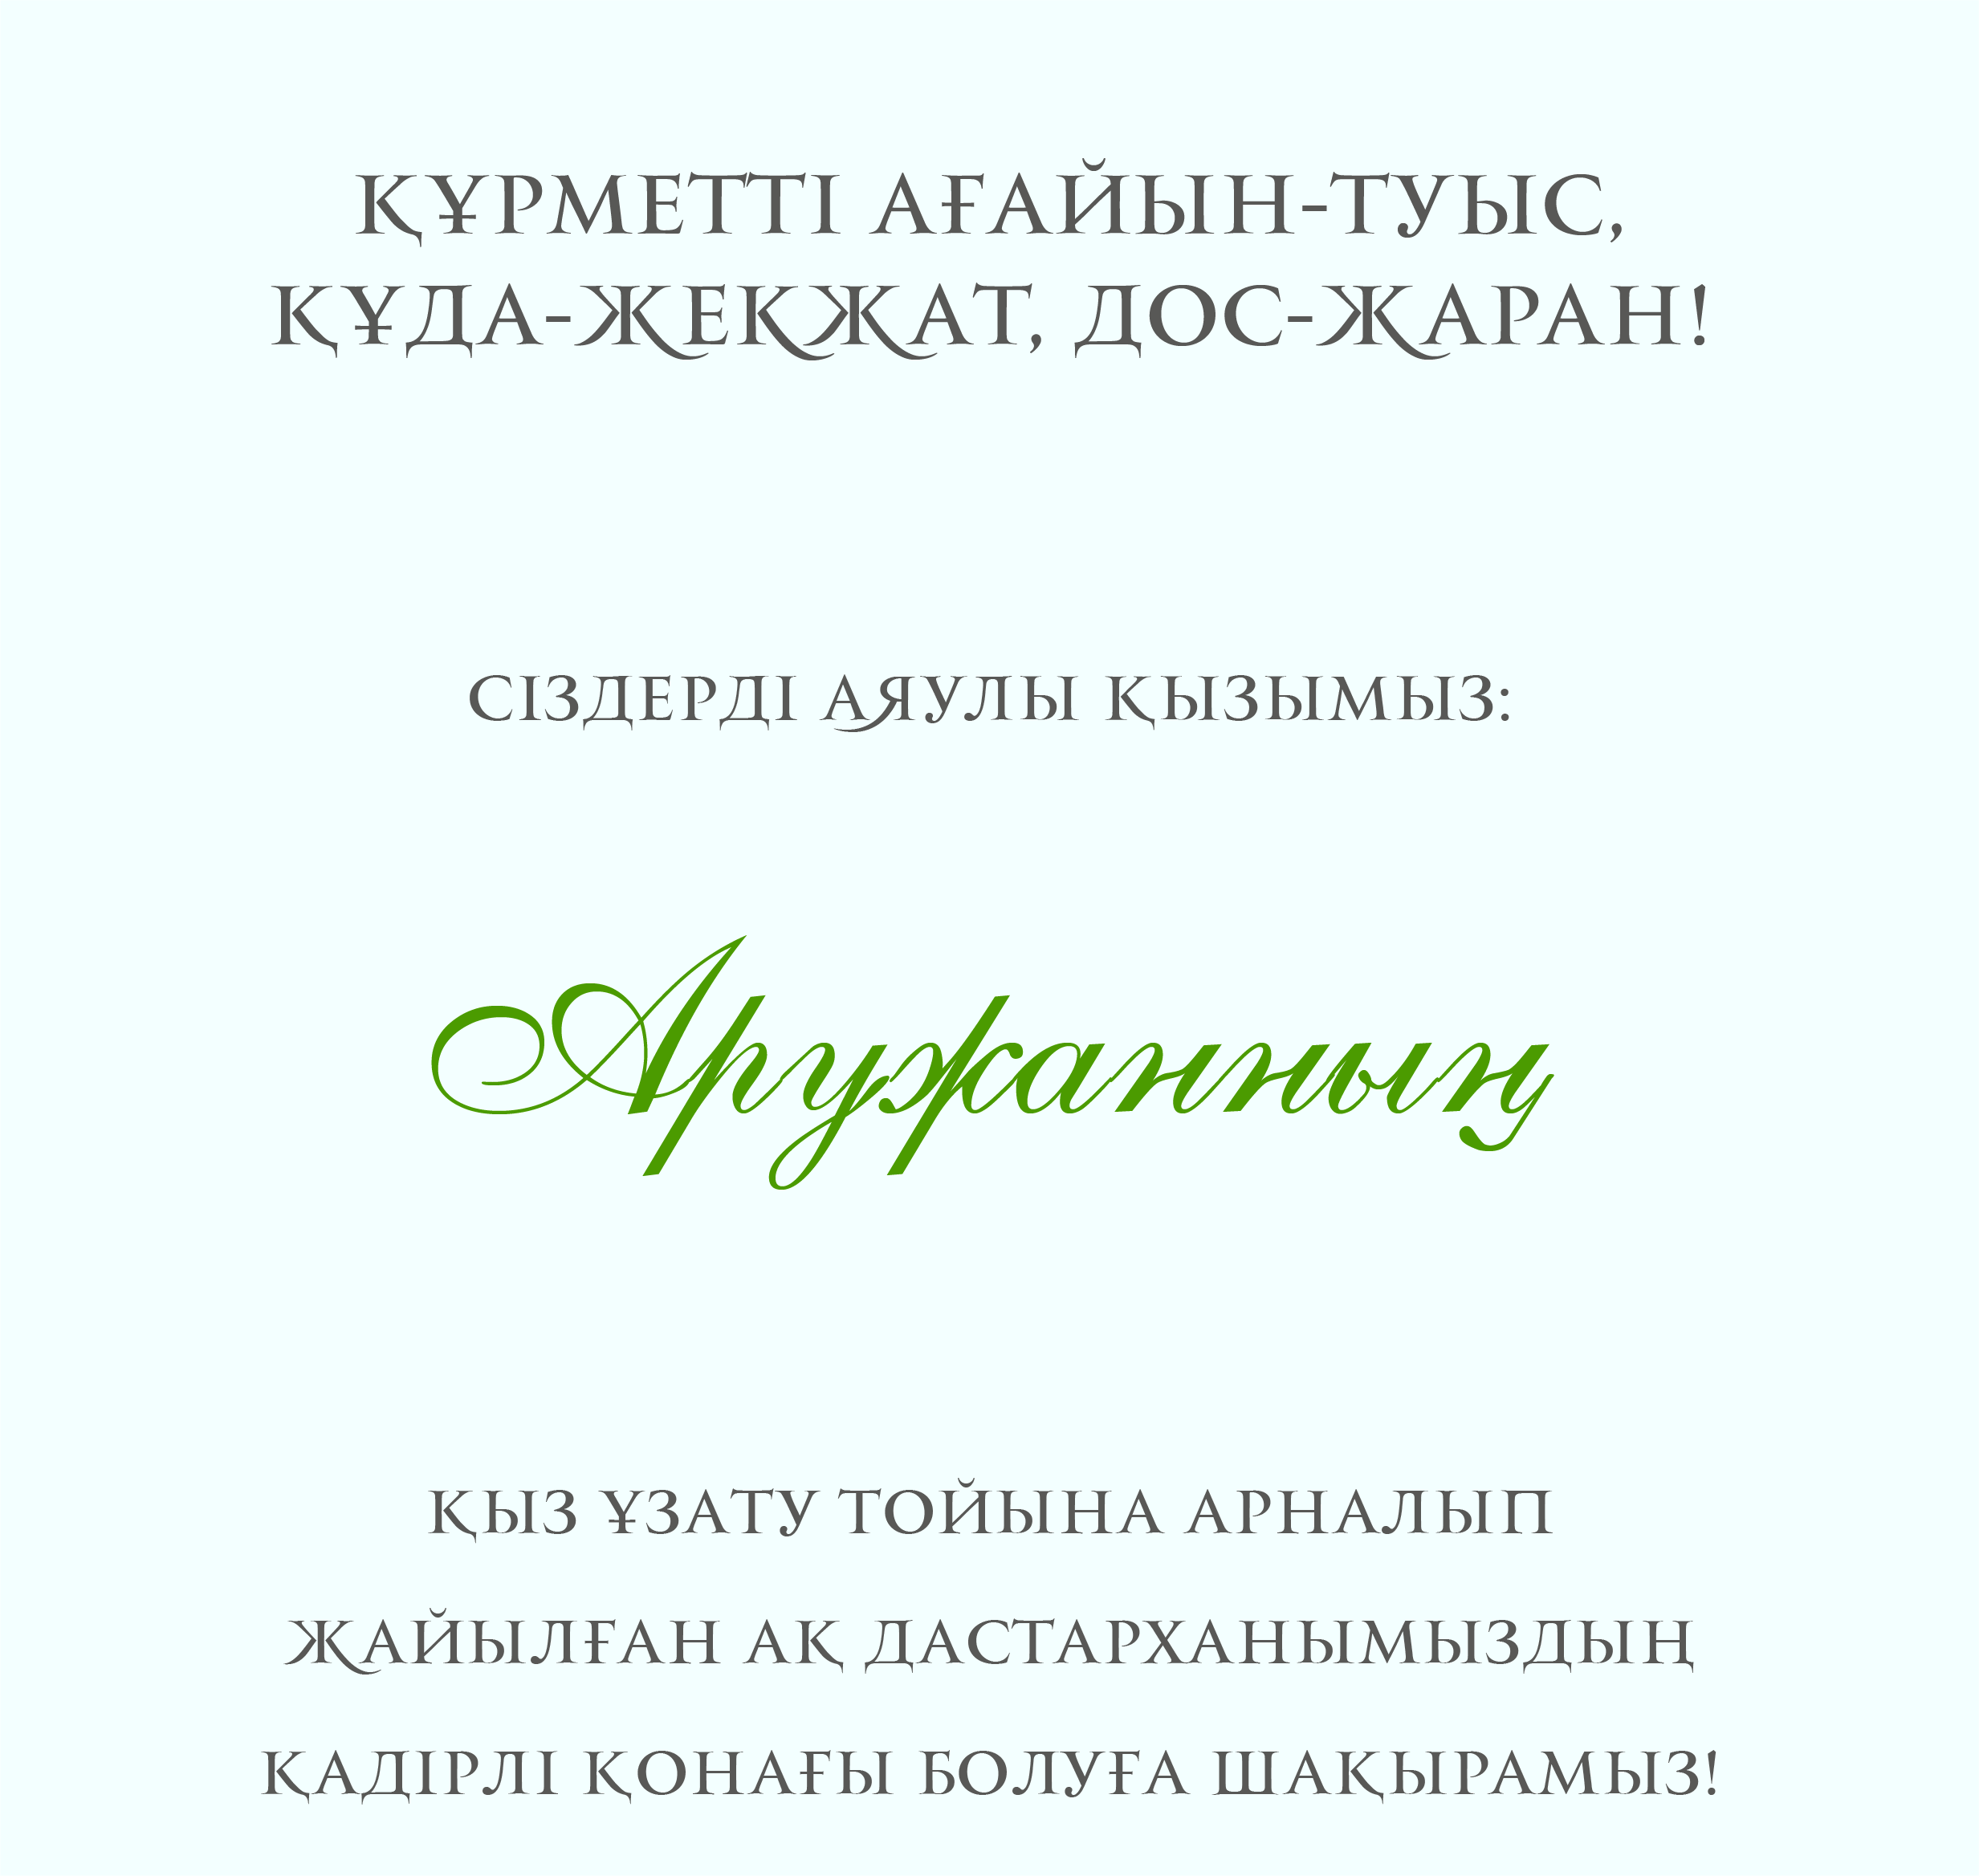 ҚҰРМЕТТІ АҒАЙЫН-ТУЫС,
ҚҰДА-ЖЕКЖАТ, ДОС-ЖАРАН!
СІЗДЕРДІ АЯУЛЫ ҚЫЗЫМЫЗ:
Аружанның
ҚЫЗ ҰЗАТУ ТОЙЫНА АРНАЛЫП
ЖАЙЫЛҒАН АҚ ДАСТАРХАНЫМЫЗДЫҢ
ҚАДІРЛІ ҚОНАҒЫ БОЛУҒА ШАҚЫРАМЫЗ!